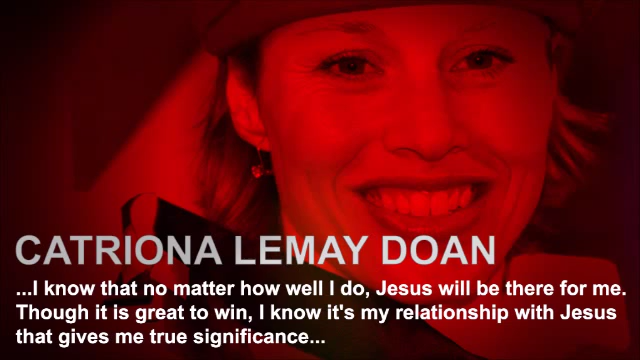 CATRIONA LEMAY DOAN
...I know that no matter how well I do, Jesus will be there for me.
Though it is great to win, I know it's my relationship with Jesus
that gives me true significance...